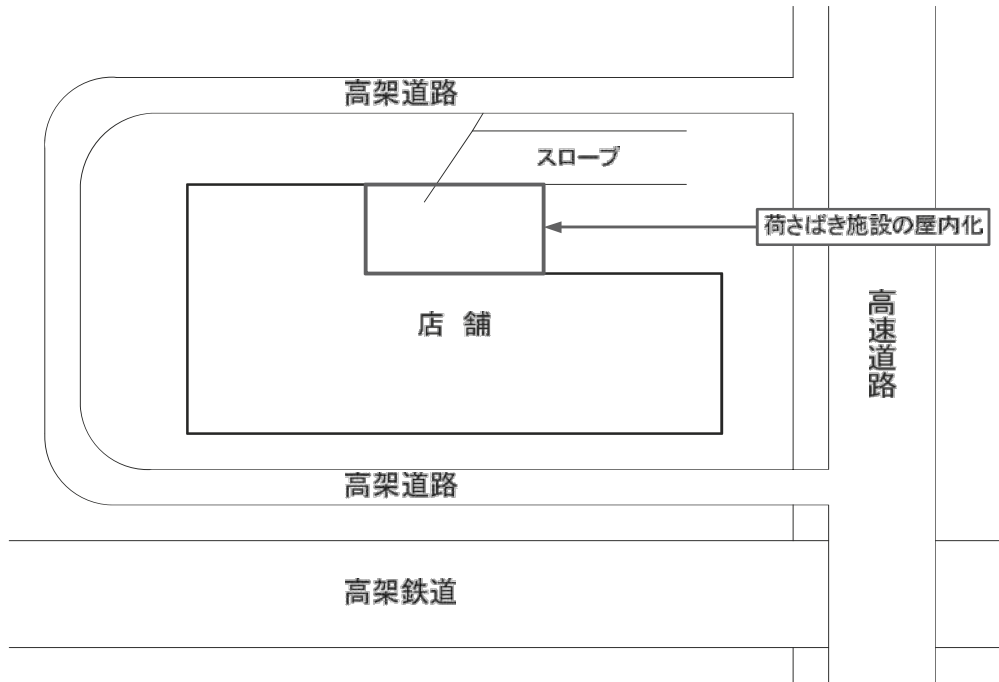 高架道路
スロープ
荷さばき施設の屋内化
店 舗
高速道路
高架道路
高架鉄道